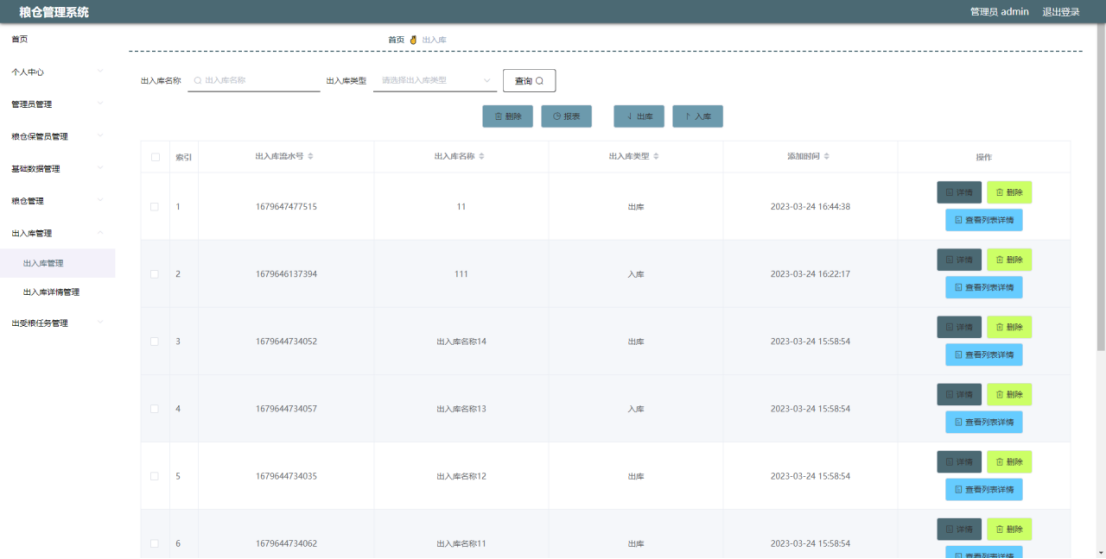 粮仓管理系统 管理员 admin 退出登录
首页 首页 出入库
个人中心
出入库名称 出入库名称 出入库类型 请选择出入库类型 查询
管理员管理
删除 报表 出库 入库
粮仓保管员管理
索引 出入库流水号 出入库名称 出入库类型 添加时间 操作
基础数据管理
粮仓管理
出入库管理
出入库管理
出入库详情管理
出受粮任务管理
1 1679647477515 11 出库 2023-03-24 16:44:38 详情 删除
查看列表详情
2 1679646137394 111 入库 2023-03-24 16:22:17 详情 删除
查看列表详情
3 1679644734052 出入库名称14 出库 2023-03-24 15:58:54 详情 删除
查看列表详情
4 1679644734057 出入库名称13 入库 2023-03-24 15:58:54 详情 删除
查看列表详情
5 1679644734035 出入库名称12 出库 2023-03-24 15:58:54 详情 删除
查看列表详情
6 1679644734062 出入库名称11 出库 2023-03-24 15:58:54 详情 删除
查看列表详情